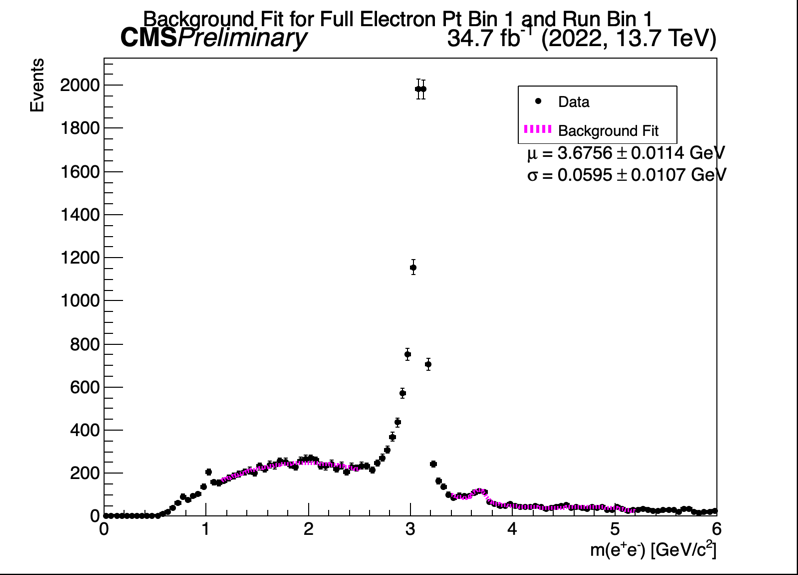 Background Fit for Full Electron Pt Bin 1 and Run Bin 1
CMSPreliminary 34.7 fb⁻¹ (2022, 13.7 TeV)
Events
2000
1800
1600
1400
1200
1000
800
600
400
200
0
Data
Background Fit
μ = 3.6756 ± 0.0114 GeV
σ = 0.0595 ± 0.0107 GeV
0 1 2 3 4 5 6
m(e⁺e⁻) [GeV/c²]